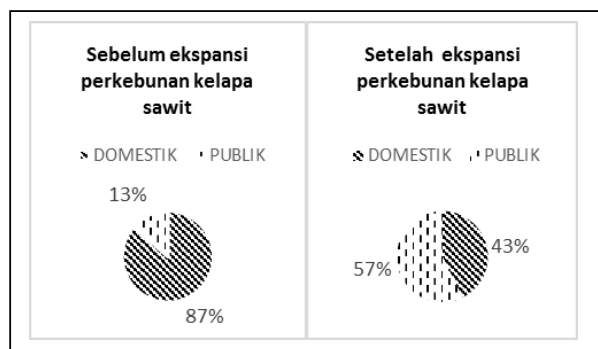 Sebelum ekspansi
perkebunan kelapa
sawit
DOMESTIK PUBLIK
13%
87%
Setelah ekspansi
perkebunan kelapa
sawit
DOMESTIK PUBLIK
43%
57%